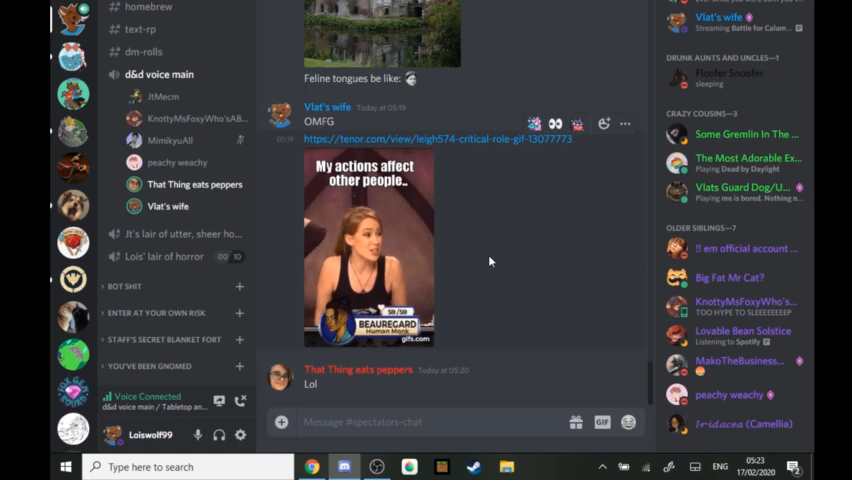 homebrew
text-rp
dm-rolls
d&d voice main
JtMecm
KnottyMsFoxyWho'sAB...
MimikyuAll
peachy weachy
That Thing eats peppers
Vlat's wife
Jt's lair of utter, sheer ho...
Lois' lair of horror
00 10
BOT SHIT
ENTER AT YOUR OWN RISK
STAFF'S SECRET BLANKET FORT
YOU'VE BEEN GNOMED
Voice Connected
d&d voice main / Tabletop an...
Loiswolf99
Feline tongues be like:
Vlat's wife Today at 05:19
OMFG
05:19 https://tenor.com/view/leigh574-critical-role-gif-13077773
My actions affect
other people..
59/59
BEAUREGARD
Human Monk
gifs.com
That Thing eats peppers Today at 05:20
Lol
Message #spectators-chat
GIF
Vlat's wife
Streaming Battle for Calam...
DRUNK AUNTS AND UNCLES—1
Floofer Snoofer
sleeping
CRAZY COUSINS—3
Some Gremlin In The ...
The Most Adorable Ex...
Playing Dead by Daylight
Vlats Guard Dog/U...
Playing me is bored. Nothing n...
OLDER SIBLINGS—7
!! em official account ...
Big Fat Mr Cat?
KnottyMsFoxyWho's...
TOO HYPE TO SLEEEEEEEP
Lovable Bean Solstice
Listening to Spotify
MakoTheBusiness...
peachy weachy
𝓘𝓻𝓲𝓭𝓪𝓬𝓮𝓪 (Camellia)
Type here to search
ENG
05:23
17/02/2020
2